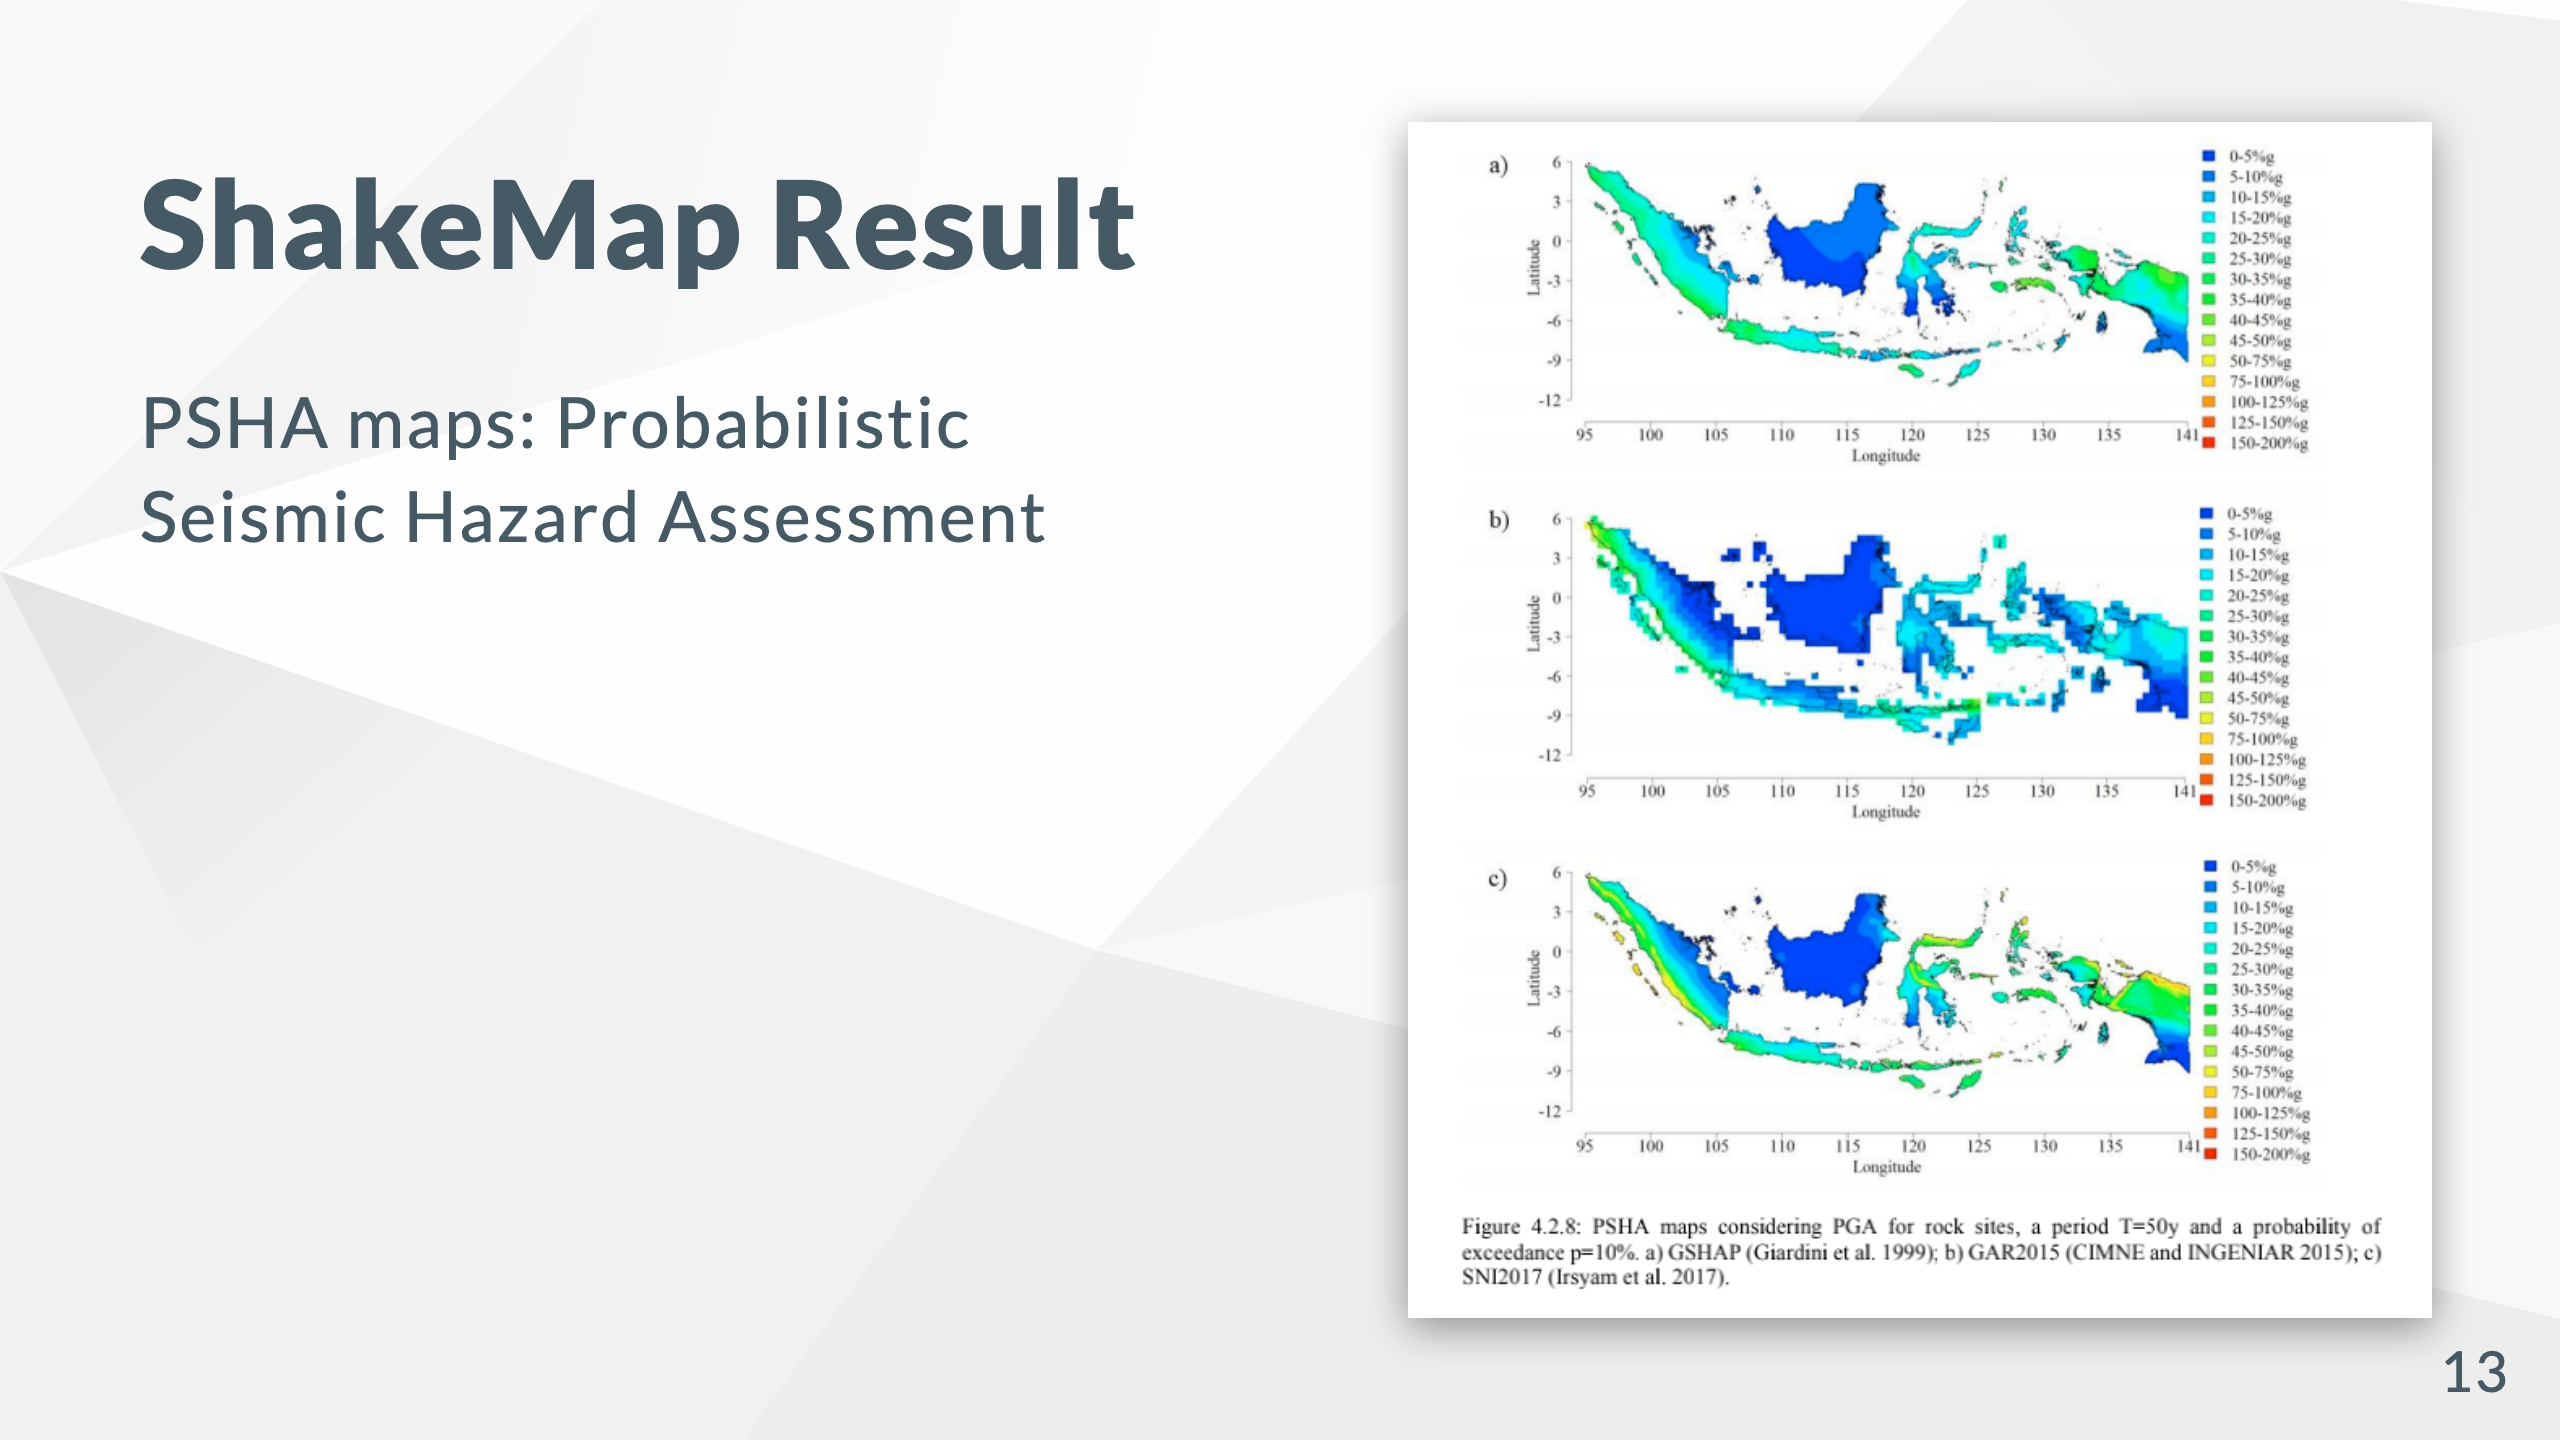 ShakeMap Result
PSHA maps: Probabilistic
Seismic Hazard Assessment
a)
6
3
0
-3
-6
-9
-12
Latitude
95 100 105 110 115 120 125 130 135 141
Longitude
0-5%g
5-10%g
10-15%g
15-20%g
20-25%g
25-30%g
30-35%g
35-40%g
40-45%g
45-50%g
50-75%g
75-100%g
100-125%g
125-150%g
150-200%g
b)
6
3
0
-3
-6
-9
-12
Latitude
95 100 105 110 115 120 125 130 135 141
Longitude
0-5%g
5-10%g
10-15%g
15-20%g
20-25%g
25-30%g
30-35%g
35-40%g
40-45%g
45-50%g
50-75%g
75-100%g
100-125%g
125-150%g
150-200%g
c)
6
3
0
-3
-6
-9
-12
Latitude
95 100 105 110 115 120 125 130 135 141
Longitude
0-5%g
5-10%g
10-15%g
15-20%g
20-25%g
25-30%g
30-35%g
35-40%g
40-45%g
45-50%g
50-75%g
75-100%g
100-125%g
125-150%g
150-200%g
Figure 4.2.8: PSHA maps considering PGA for rock sites, a period T=50y and a probability of
exceedance p=10%. a) GSHAP (Giardini et al. 1999); b) GAR2015 (CIMNE and INGENIAR 2015); c)
SNI2017 (Irsyam et al. 2017).
13